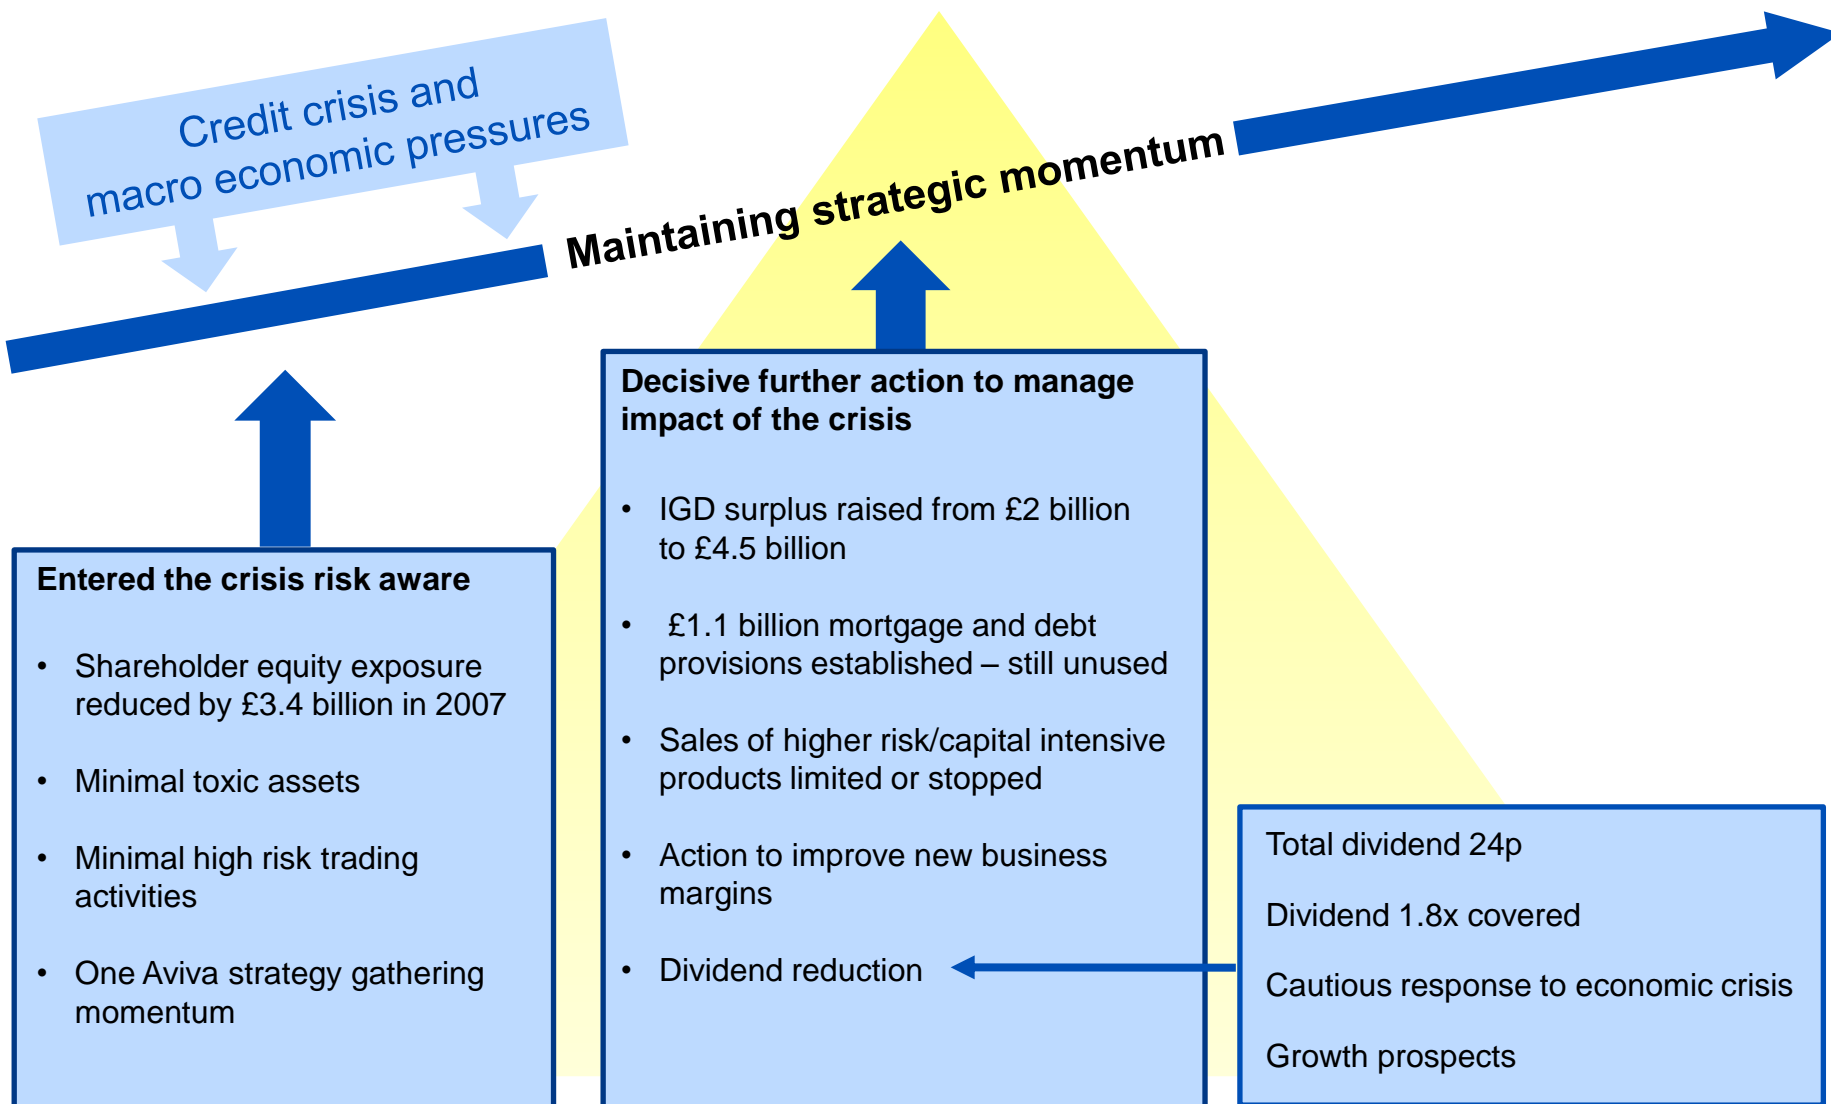 Credit crisis and
macro economic pressures
Maintaining strategic momentum
Entered the crisis risk aware
• Shareholder equity exposure
reduced by £3.4 billion in 2007
• Minimal toxic assets
• Minimal high risk trading
activities
• One Aviva strategy gathering
momentum
Decisive further action to manage
impact of the crisis
• IGD surplus raised from £2 billion
to £4.5 billion
• £1.1 billion mortgage and debt
provisions established – still unused
• Sales of higher risk/capital intensive
products limited or stopped
• Action to improve new business
margins
• Dividend reduction
Total dividend 24p
Dividend 1.8x covered
Cautious response to economic crisis
Growth prospects